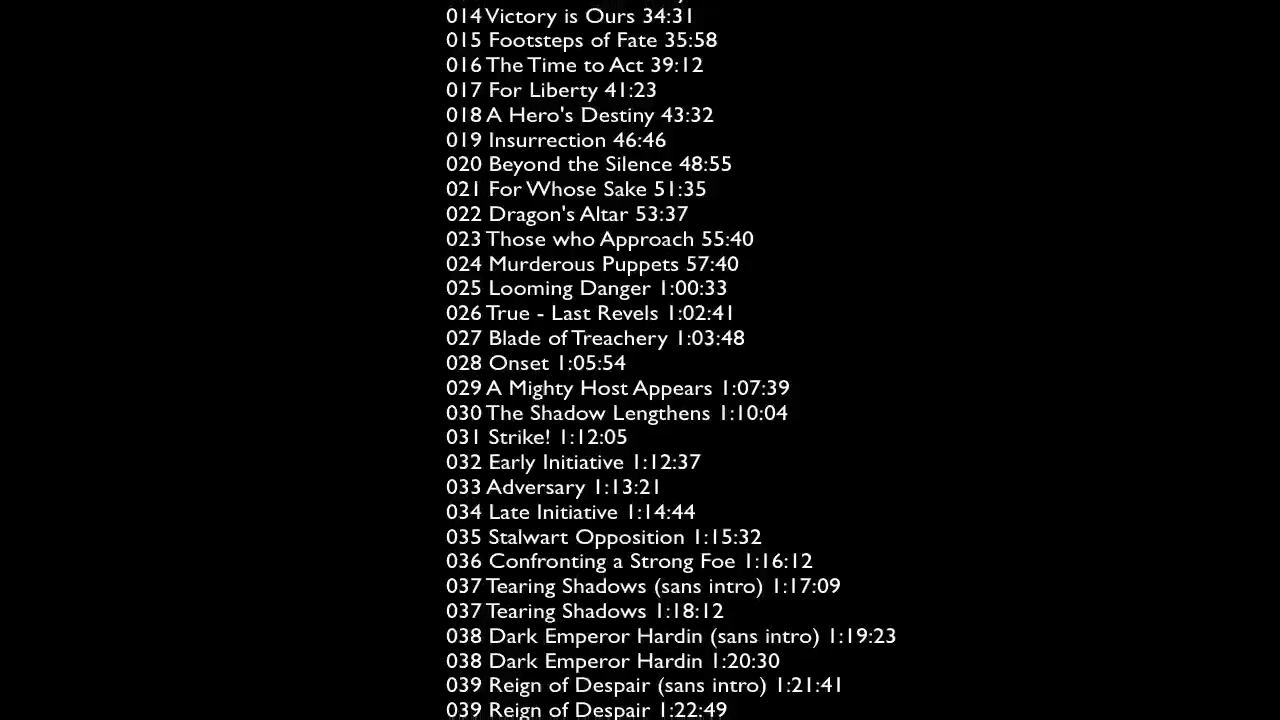 014 Victory is Ours 34:31
015 Footsteps of Fate 35:58
016 The Time to Act 39:12
017 For Liberty 41:23
018 A Hero's Destiny 43:32
019 Insurrection 46:46
020 Beyond the Silence 48:55
021 For Whose Sake 51:35
022 Dragon's Altar 53:37
023 Those who Approach 55:40
024 Murderous Puppets 57:40
025 Looming Danger 1:00:33
026 True - Last Revels 1:02:41
027 Blade of Treachery 1:03:48
028 Onset 1:05:54
029 A Mighty Host Appears 1:07:39
030 The Shadow Lengthens 1:10:04
031 Strike! 1:12:05
032 Early Initiative 1:12:37
033 Adversary 1:13:21
034 Late Initiative 1:14:44
035 Stalwart Opposition 1:15:32
036 Confronting a Strong Foe 1:16:12
037 Tearing Shadows (sans intro) 1:17:09
037 Tearing Shadows 1:18:12
038 Dark Emperor Hardin (sans intro) 1:19:23
038 Dark Emperor Hardin 1:20:30
039 Reign of Despair (sans intro) 1:21:41
039 Reign of Despair 1:22:49